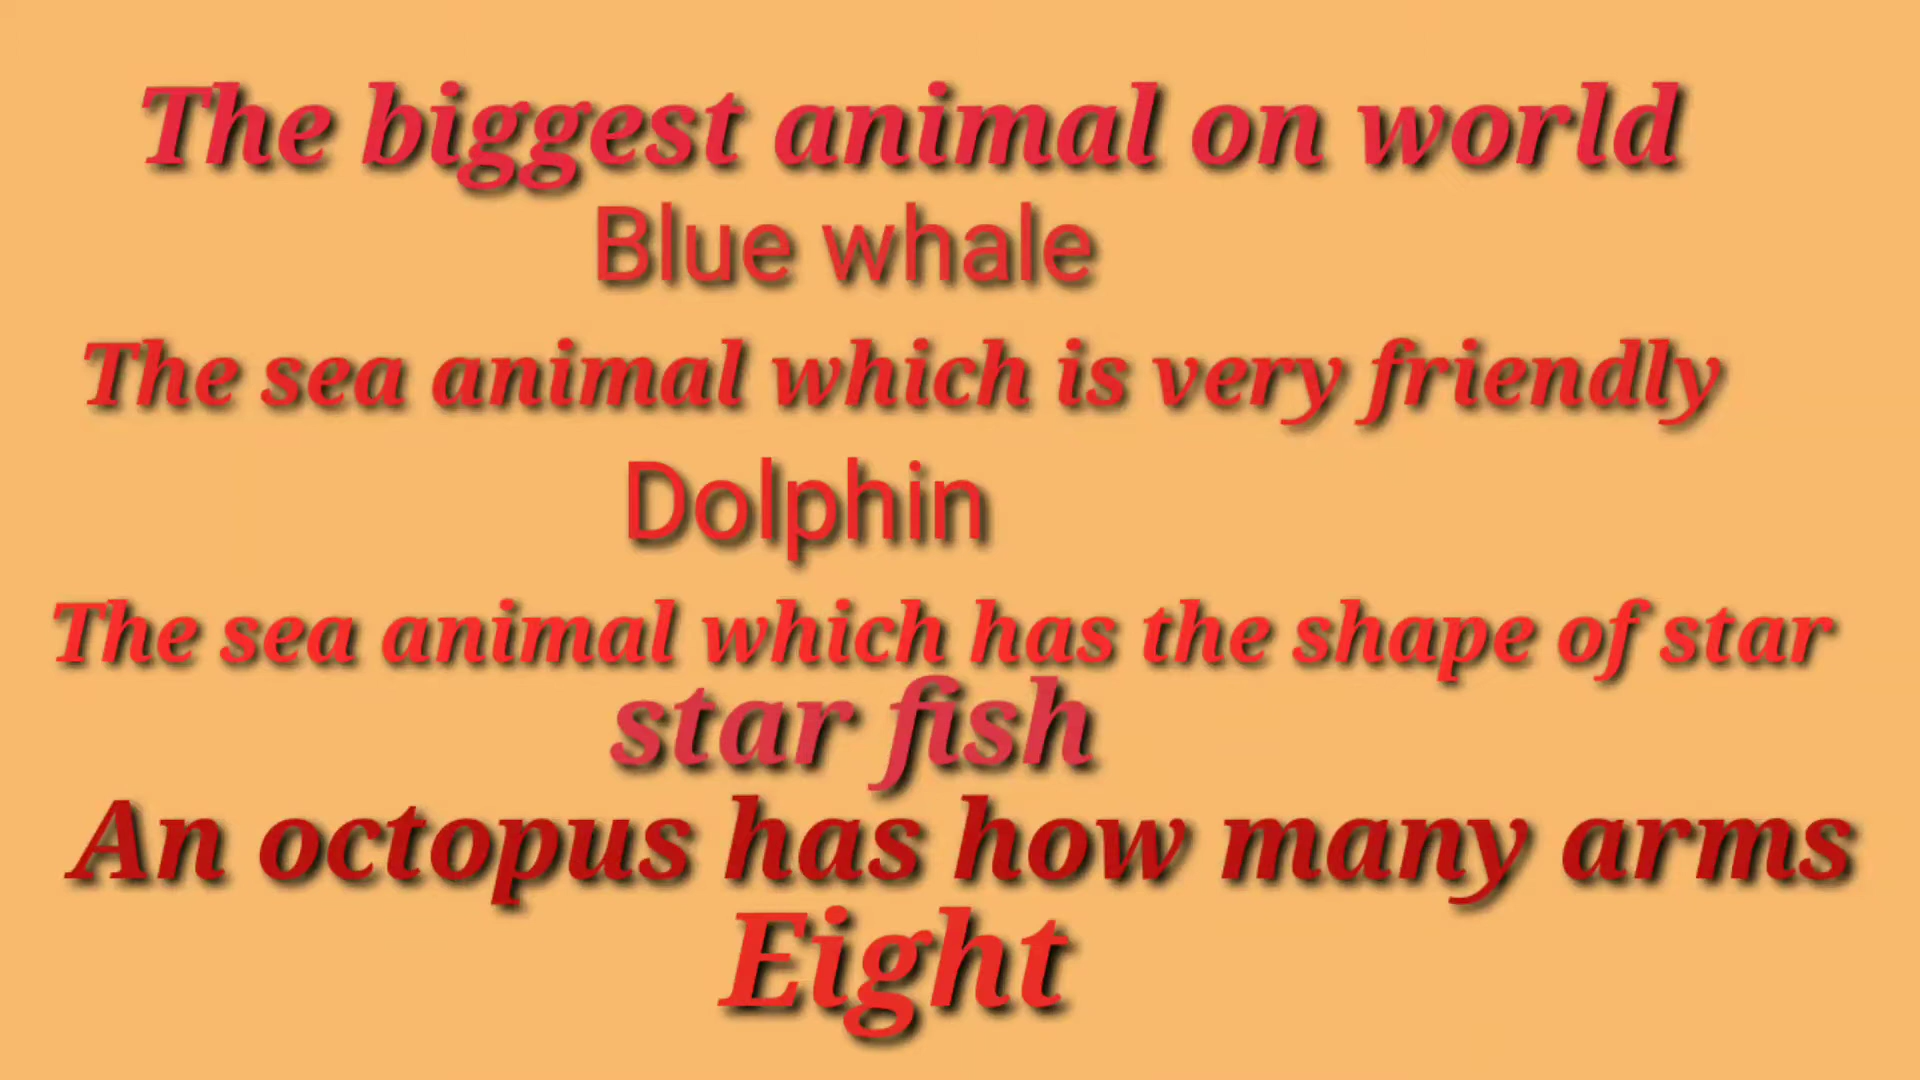 The biggest animal on world
Blue whale
The sea animal which is very friendly
Dolphin
The sea animal which has the shape of star
star fish
An octopus has how many arms
Eight